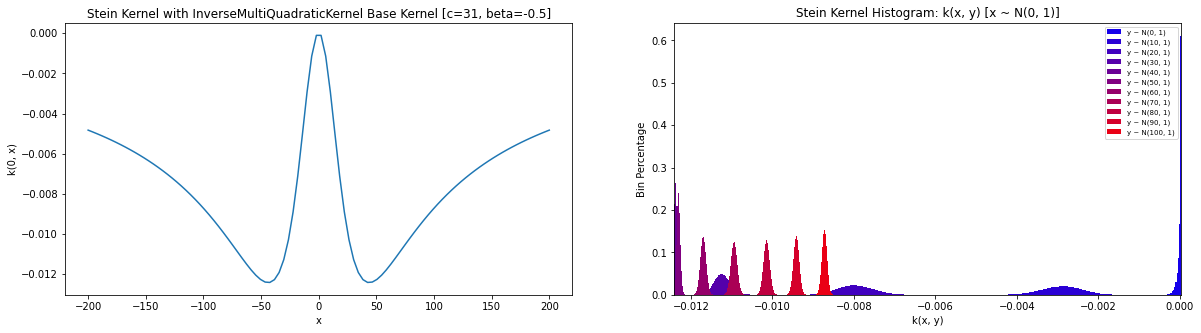 Stein Kernel with InverseMultiQuadraticKernel Base Kernel [c=31, beta=-0.5]
0.000
−0.002
−0.004
−0.006
−0.008
−0.010
−0.012
k(0, x)
−200
−150
−100
−50
0
50
100
150
200
x
Stein Kernel Histogram: k(x, y) [x ~ N(0, 1)]
0.6
0.5
0.4
0.3
0.2
0.1
0.0
Bin Percentage
y ~ N(0, 1)
y ~ N(10, 1)
y ~ N(20, 1)
y ~ N(30, 1)
y ~ N(40, 1)
y ~ N(50, 1)
y ~ N(60, 1)
y ~ N(70, 1)
y ~ N(80, 1)
y ~ N(90, 1)
y ~ N(100, 1)
−0.012
−0.010
−0.008
−0.006
−0.004
−0.002
0.000
k(x, y)